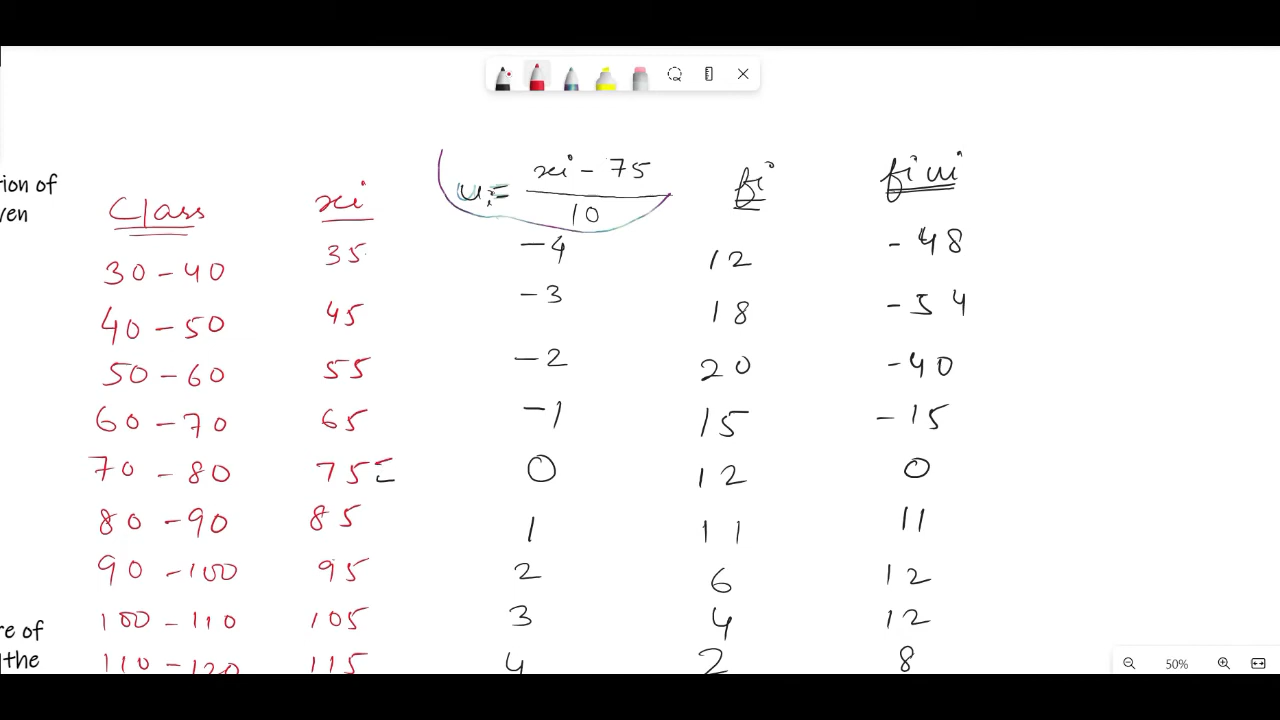 tion of
ven
Class xi ui = xi - 75 / 10 fi fiui
30 - 40 35 -4 12 -48
40 - 50 45 -3 18 -54
50 - 60 55 -2 20 -40
60 - 70 65 -1 15 -15
70 - 80 75 0 12 0
80 - 90 85 1 11 11
90 - 100 95 2 6 12
100 - 110 105 3 4 12
re of
the
110 - 120 115 4 2 8
50%